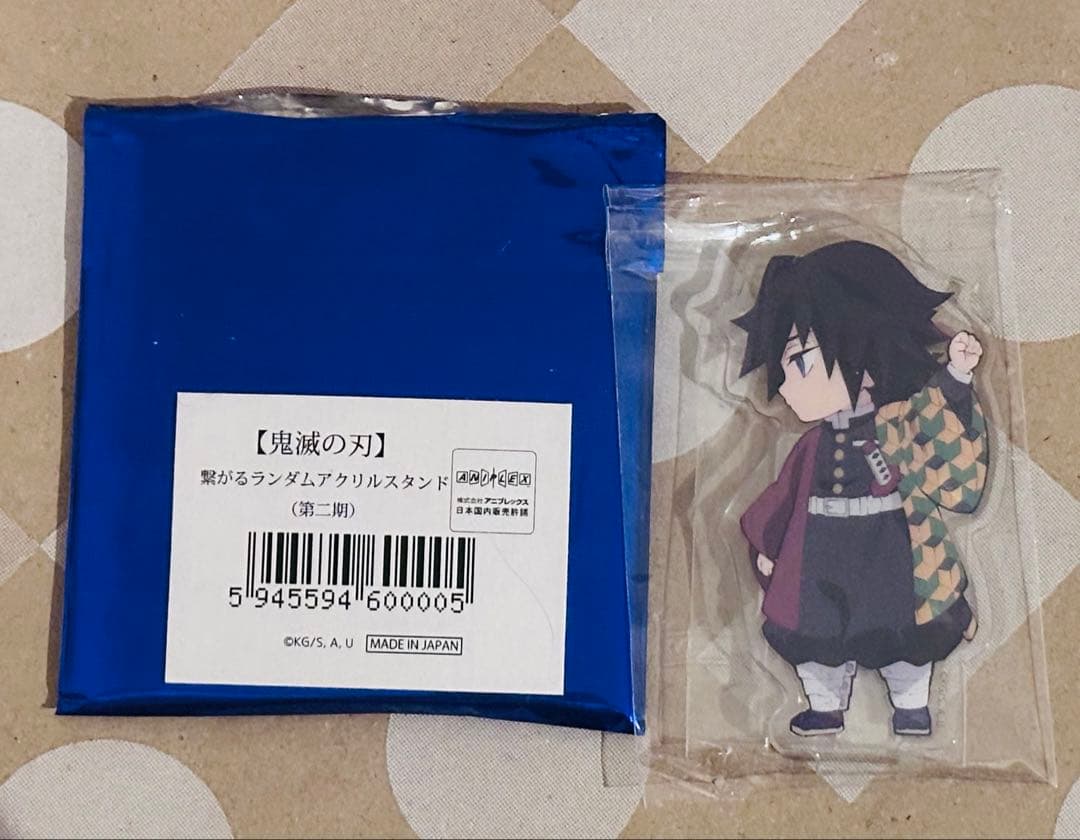 【鬼滅の刃】
繋がるランダムアクリルスタンド
(第二期)
ANIPLEX
株式会社アニプレックス
日本国内販売許諾
5 945594 600005
©KG/S, A, U
MADE IN JAPAN